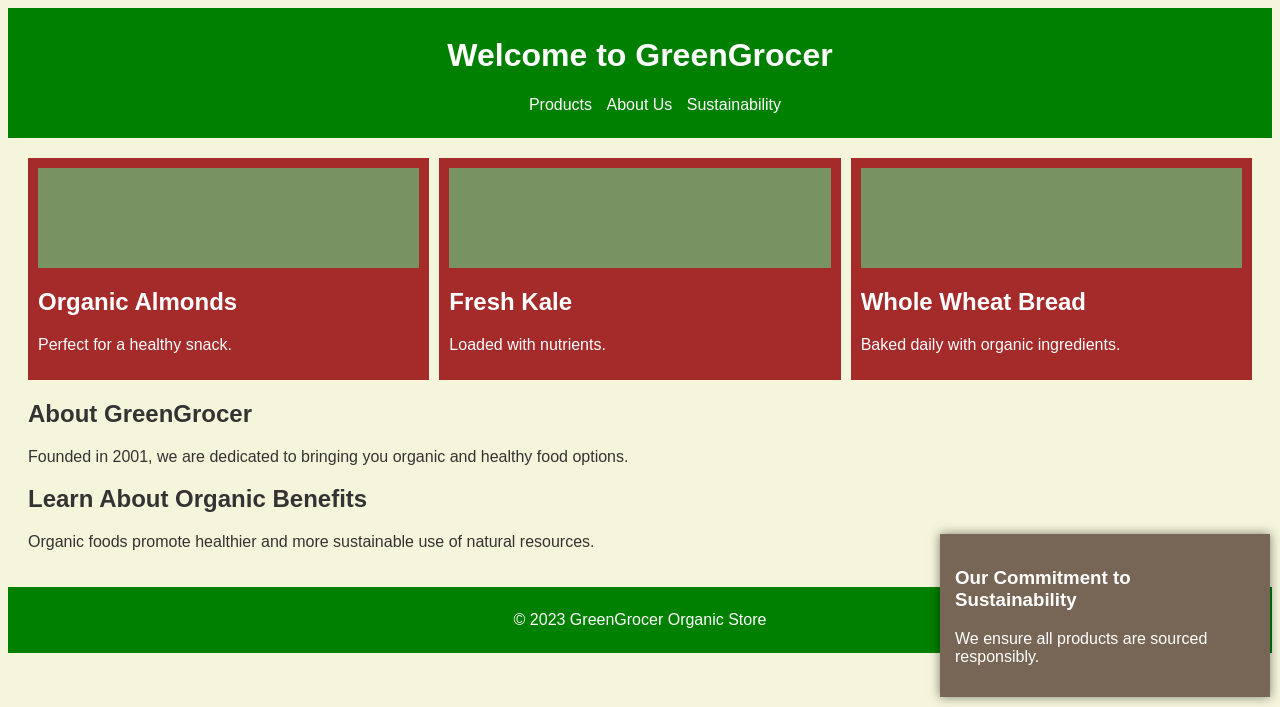 Welcome to GreenGrocer
Products About Us Sustainability
Organic Almonds
Perfect for a healthy snack.
Fresh Kale
Loaded with nutrients.
Whole Wheat Bread
Baked daily with organic ingredients.
About GreenGrocer
Founded in 2001, we are dedicated to bringing you organic and healthy food options.
Learn About Organic Benefits
Organic foods promote healthier and more sustainable use of natural resources.
Our Commitment to
Sustainability
We ensure all products are sourced
responsibly.
© 2023 GreenGrocer Organic Store